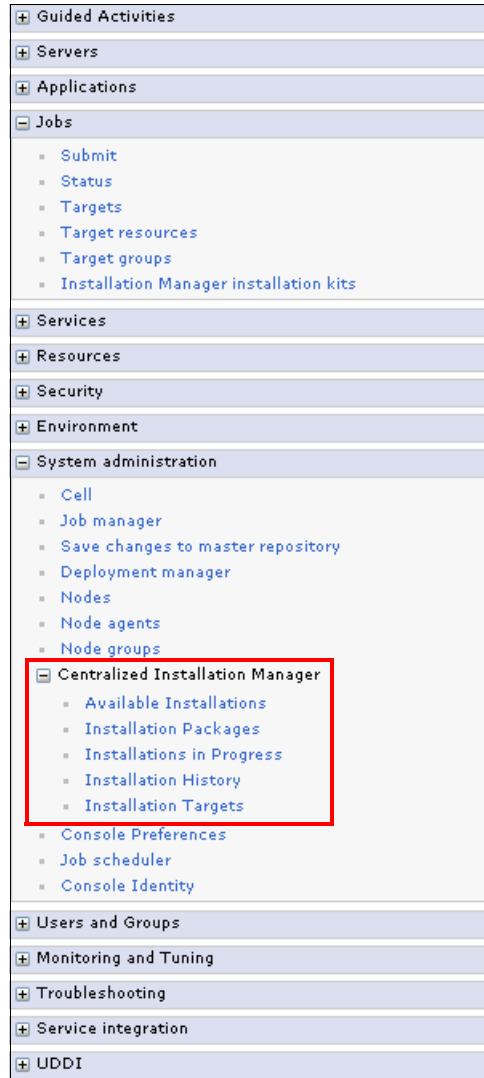 Guided Activities
Servers
Applications
Jobs
Submit
Status
Targets
Target resources
Target groups
Installation Manager installation kits
Services
Resources
Security
Environment
System administration
Cell
Job manager
Save changes to master repository
Deployment manager
Nodes
Node agents
Node groups
Centralized Installation Manager
Available Installations
Installation Packages
Installations in Progress
Installation History
Installation Targets
Console Preferences
Job scheduler
Console Identity
Users and Groups
Monitoring and Tuning
Troubleshooting
Service integration
UDDI